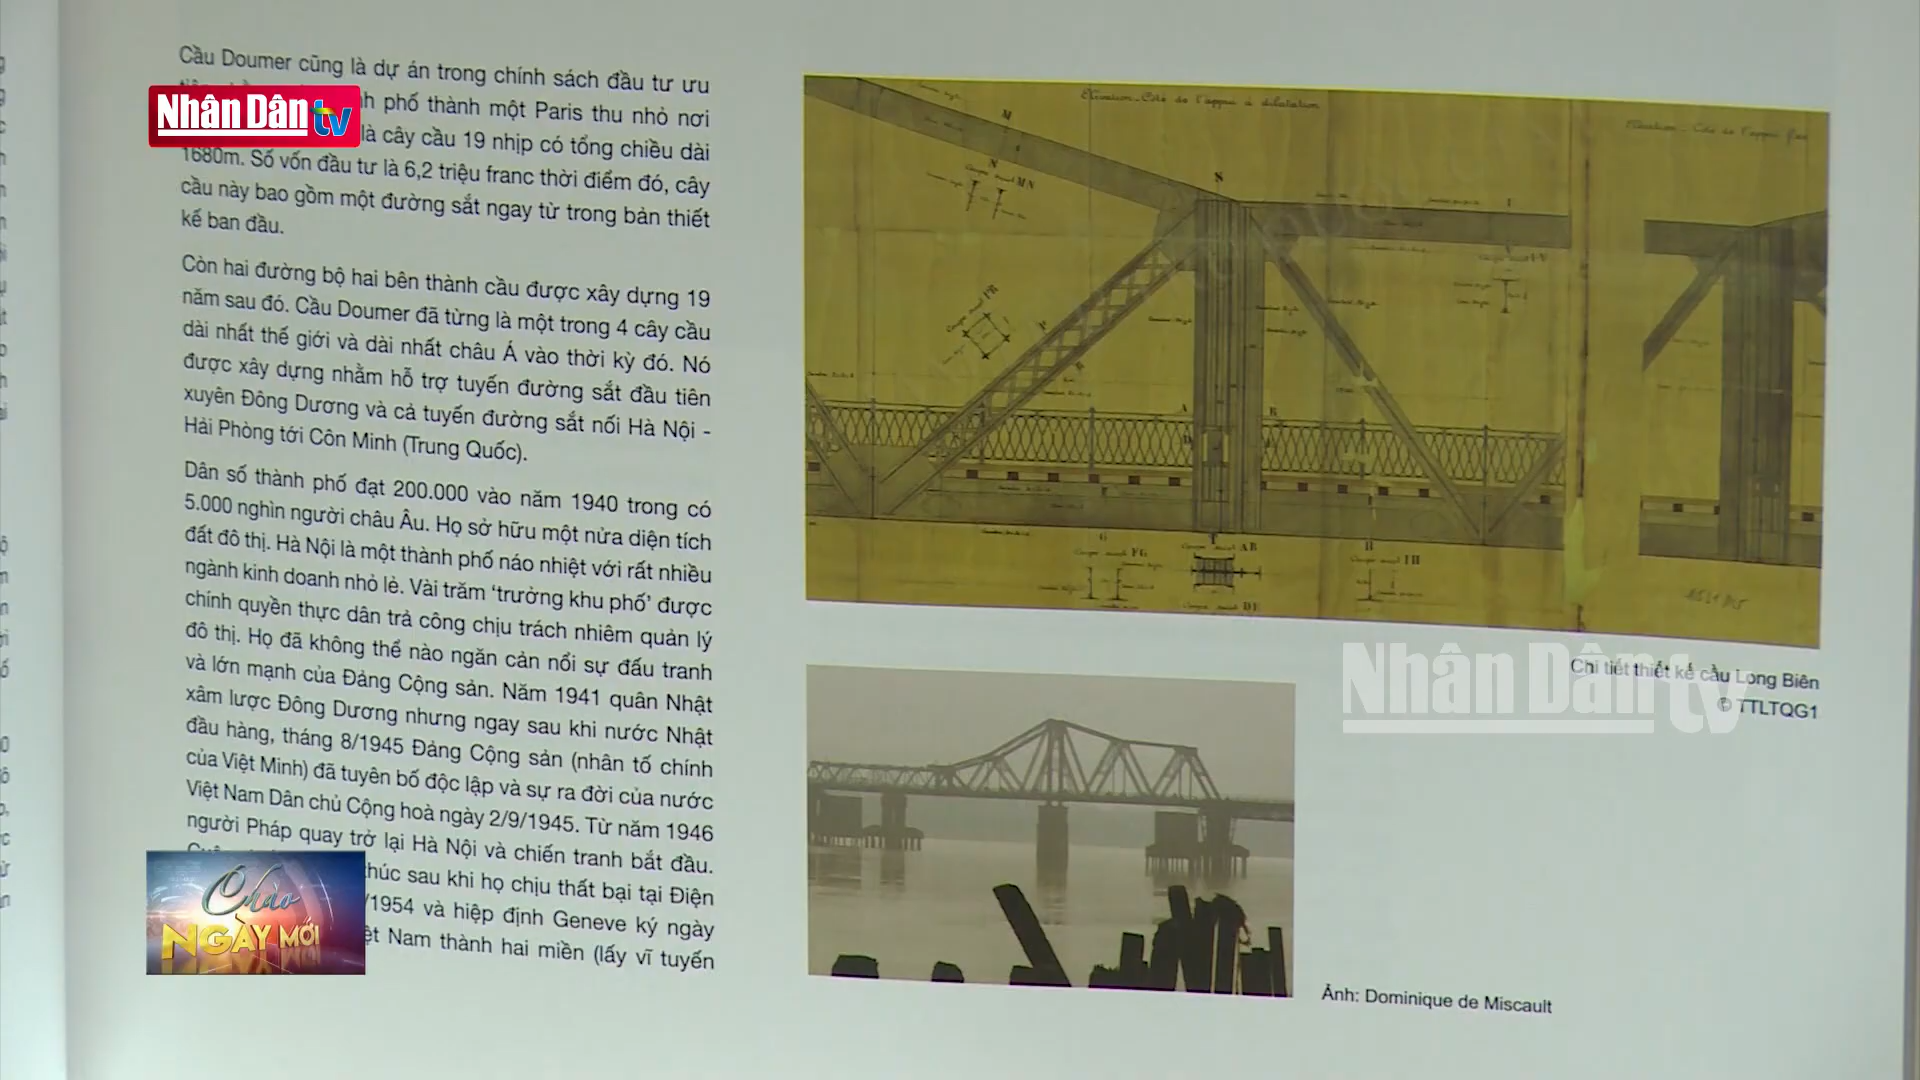 Cầu Doumer cũng là dự án trong chính sách đầu tư ưu
phố thành một Paris thu nhỏ nơi
là cây cầu 19 nhịp có tổng chiều dài
1680m. Số vốn đầu tư là 6,2 triệu franc thời điểm đó, cây
cầu này bao gồm một đường sắt ngay từ trong bản thiết
kế ban đầu.
Còn hai đường bộ hai bên thành cầu được xây dựng 19
năm sau đó. Cầu Doumer đã từng là một trong 4 cây cầu
dài nhất thế giới và dài nhất châu Á vào thời kỳ đó. Nó
được xây dựng nhằm hỗ trợ tuyến đường sắt đầu tiên
xuyên Đông Dương và cả tuyến đường sắt nối Hà Nội -
Hải Phòng tới Côn Minh (Trung Quốc).
Dân số thành phố đạt 200.000 vào năm 1940 trong có
5.000 nghìn người châu Âu. Họ sở hữu một nửa diện tích
đất đô thị. Hà Nội là một thành phố náo nhiệt với rất nhiều
ngành kinh doanh nhỏ lẻ. Vài trăm ‘trưởng khu phố’ được
chính quyền thực dân trả công chịu trách nhiêm quản lý
đô thị. Họ đã không thể nào ngăn cản nổi sự đấu tranh
và lớn mạnh của Đảng Cộng sản. Năm 1941 quân Nhật
xâm lược Đông Dương nhưng ngay sau khi nước Nhật
đầu hàng, tháng 8/1945 Đảng Cộng sản (nhân tố chính
của Việt Minh) đã tuyên bố độc lập và sự ra đời của nước
Việt Nam Dân chủ Cộng hoà ngày 2/9/1945. Từ năm 1946
người Pháp quay trở lại Hà Nội và chiến tranh bắt đầu.
thúc sau khi họ chịu thất bại tại Điện
/1954 và hiệp định Geneve ký ngày
Nam thành hai miền (lấy vĩ tuyến
Elévation - Côté de l'appui à dilatation
Chi tiết thiết kế cầu Long Biên
© TTLTQG1
Ảnh: Dominique de Miscault
Nhân Dân tv
Nhân Dân tv
Chào
NGÀY MỚI